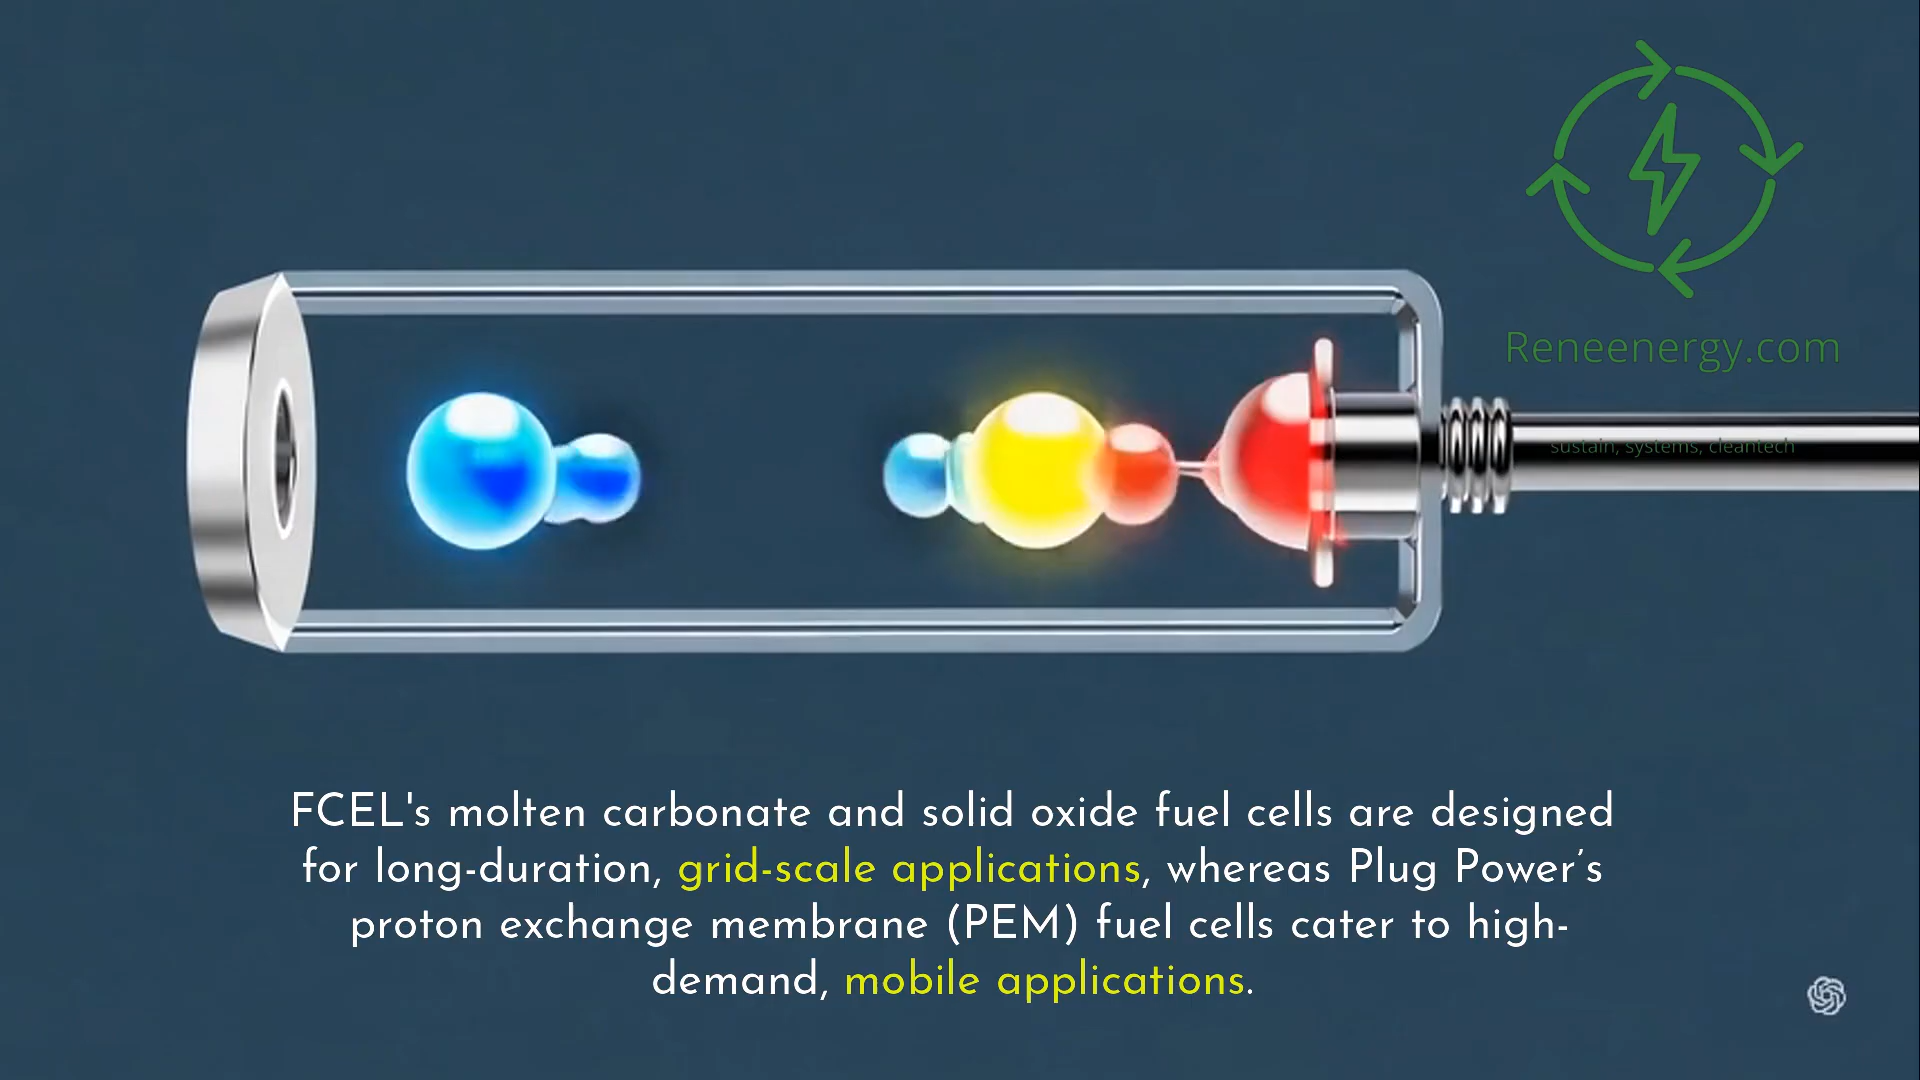 Reneenergy.com
sustain, systems, cleantech
FCEL's molten carbonate and solid oxide fuel cells are designed
for long-duration, grid-scale applications, whereas Plug Power’s
proton exchange membrane (PEM) fuel cells cater to high-
demand, mobile applications.